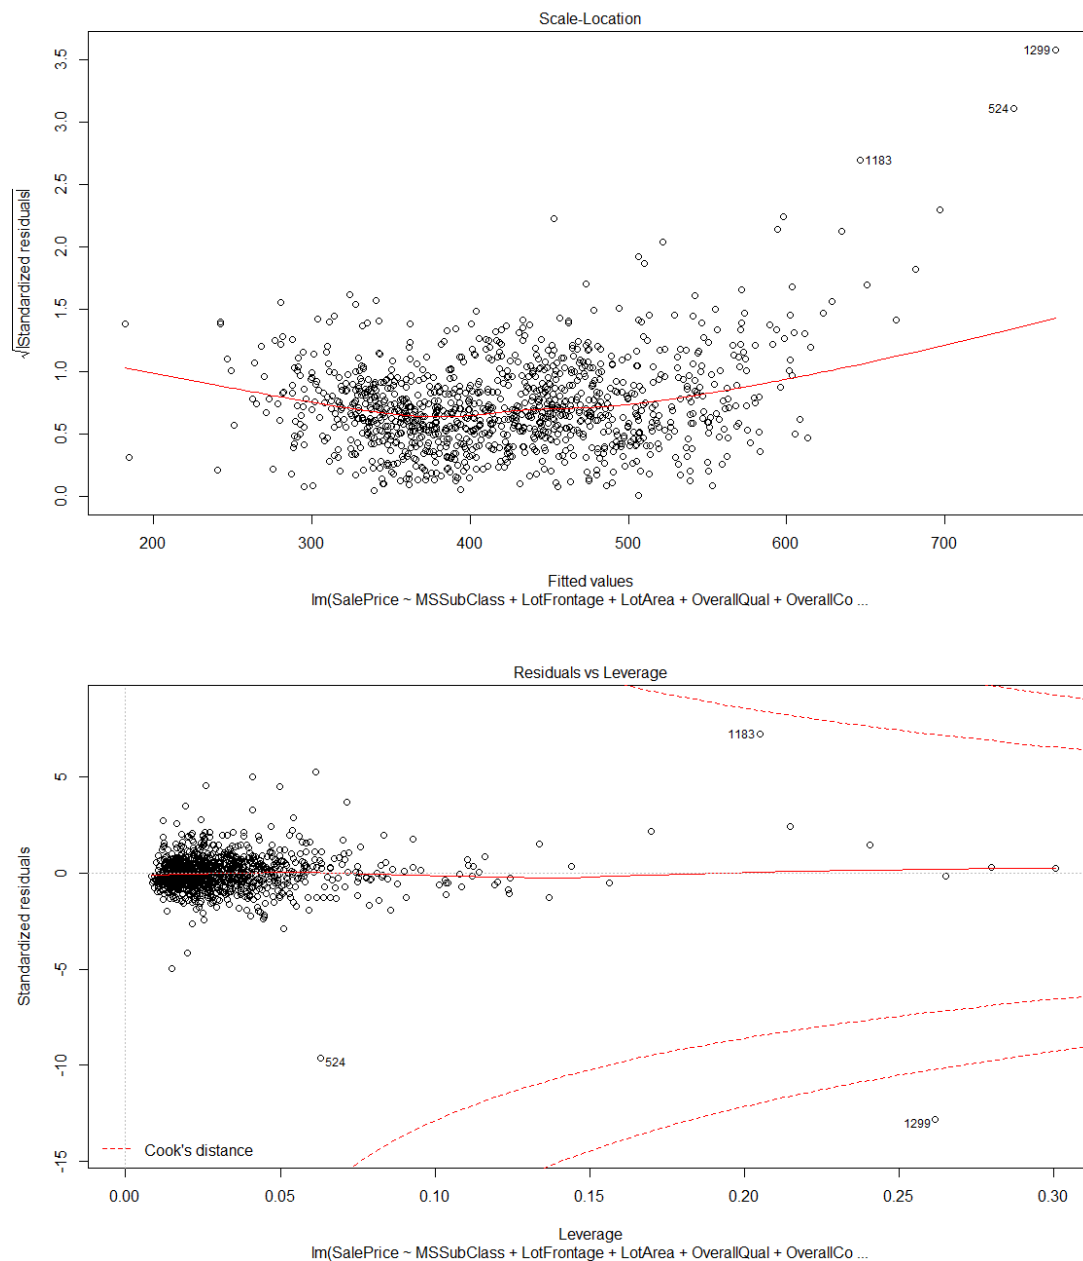 Scale-Location
3.5
3.0
2.5
2.0
1.5
1.0
0.5
0.0
√|Standardized residuals|
1299
524
1183
200 300 400 500 600 700
Fitted values
lm(SalePrice ~ MSSubClass + LotFrontage + LotArea + OverallQual + OverallCo ...
Residuals vs Leverage
5
0
-5
-10
-15
Standardized residuals
1183
524
1299
Cook's distance
0.00 0.05 0.10 0.15 0.20 0.25 0.30
Leverage
lm(SalePrice ~ MSSubClass + LotFrontage + LotArea + OverallQual + OverallCo ...